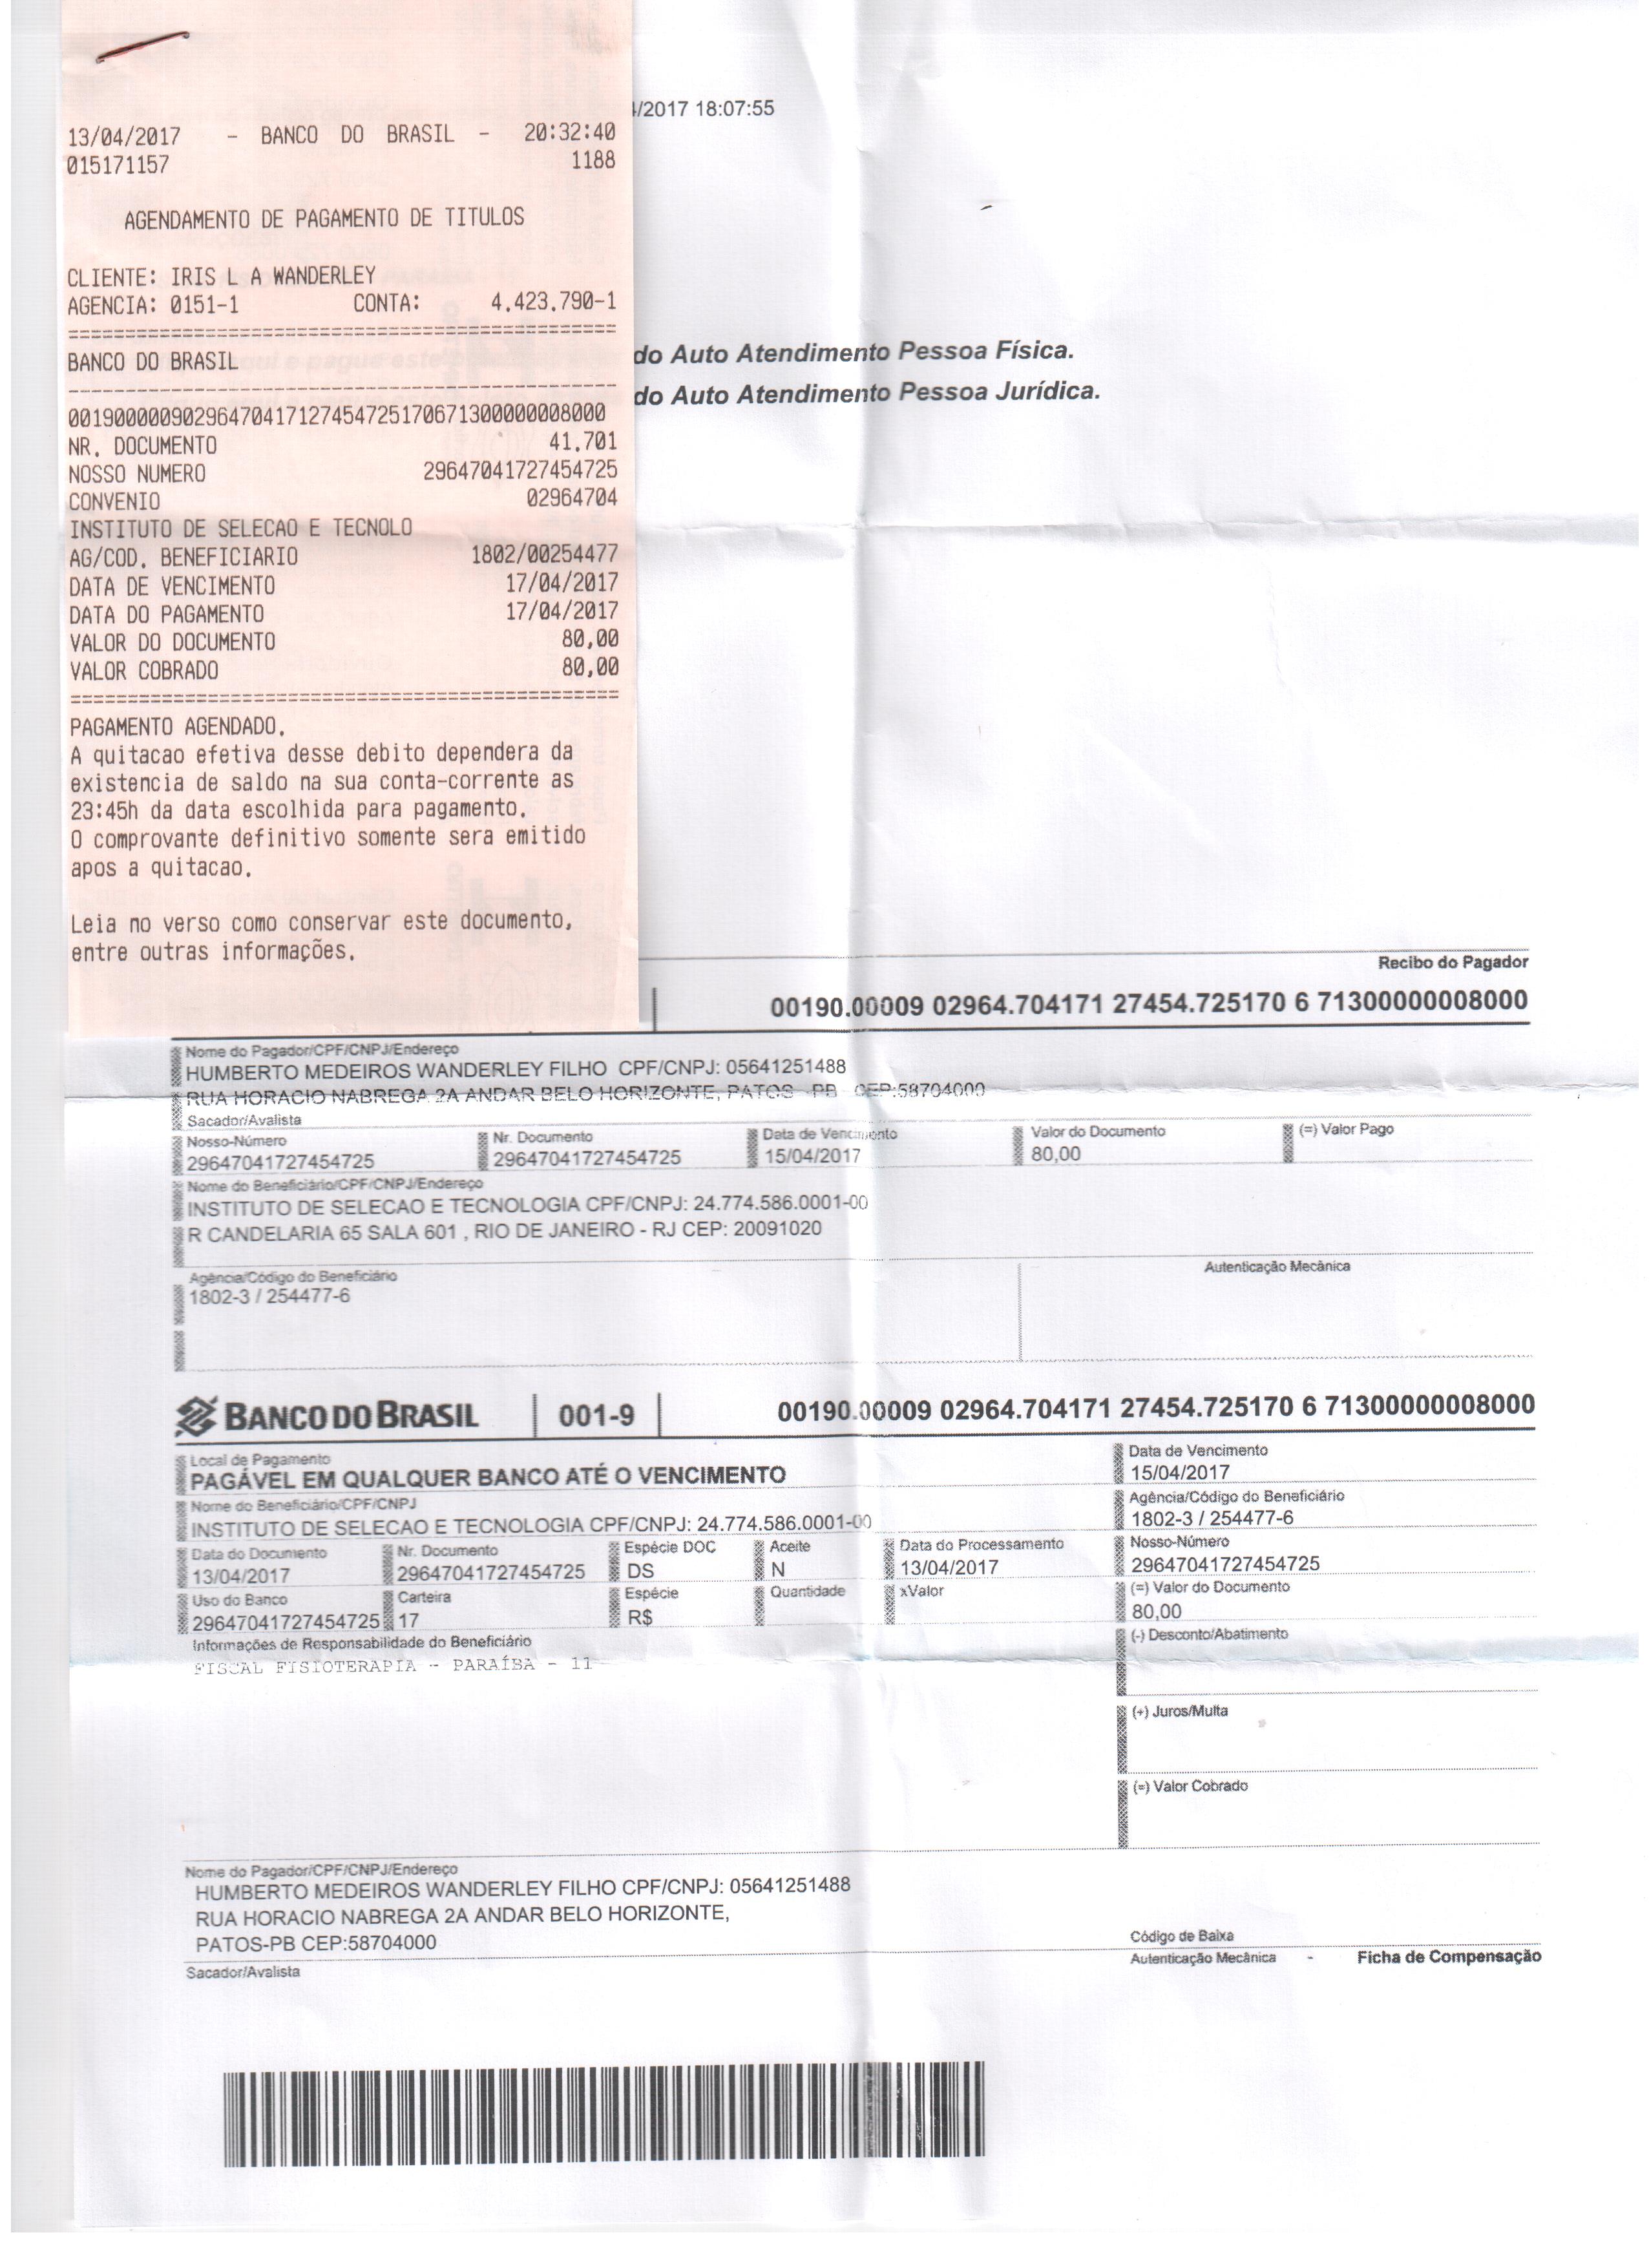 /2017 18:07:55
13/04/2017 - BANCO DO BRASIL - 20:32:40
015171157 1188
AGENDAMENTO DE PAGAMENTO DE TITULOS
CLIENTE: IRIS L A WANDERLEY
AGENCIA: 0151-1 CONTA: 4.423.790-1
================================================
BANCO DO BRASIL
------------------------------------------------
00190000090296470417127454725170671300000008000
NR. DOCUMENTO 41.701
NOSSO NUMERO 29647041727454725
CONVENIO 02964704
INSTITUTO DE SELECAO E TECNOLO
AG/COD. BENEFICIARIO 1802/00254477
DATA DE VENCIMENTO 17/04/2017
DATA DO PAGAMENTO 17/04/2017
VALOR DO DOCUMENTO 80,00
VALOR COBRADO 80,00
================================================
PAGAMENTO AGENDADO.
A quitacao efetiva desse debito dependera da
existencia de saldo na sua conta-corrente as
23:45h da data escolhida para pagamento.
O comprovante definitivo somente sera emitido
apos a quitacao.
Leia no verso como conservar este documento,
entre outras informações.
do Auto Atendimento Pessoa Física.
do Auto Atendimento Pessoa Jurídica.
Recibo do Pagador
00190.00009 02964.704171 27454.725170 6 71300000008000
Nome do Pagador/CPF/CNPJ/Endereço
HUMBERTO MEDEIROS WANDERLEY FILHO CPF/CNPJ: 05641251488
RUA HORACIO NABREGA 2A ANDAR BELO HORIZONTE, PATOS - PB CEP:58704000
Sacador/Avalista
Nosso-Número Nr. Documento Data de Vencimento Valor do Documento (=) Valor Pago
29647041727454725 29647041727454725 15/04/2017 80,00
Nome do Beneficiário/CPF/CNPJ/Endereço
INSTITUTO DE SELECAO E TECNOLOGIA CPF/CNPJ: 24.774.586.0001-00
R CANDELARIA 65 SALA 601 , RIO DE JANEIRO - RJ CEP: 20091020
Agência/Código do Beneficiário Autenticação Mecânica
1802-3 / 254477-6
BANCO DO BRASIL 001-9 00190.00009 02964.704171 27454.725170 6 71300000008000
Local de Pagamento Data de Vencimento
PAGÁVEL EM QUALQUER BANCO ATÉ O VENCIMENTO 15/04/2017
Nome do Beneficiário/CPF/CNPJ Agência/Código do Beneficiário
INSTITUTO DE SELECAO E TECNOLOGIA CPF/CNPJ: 24.774.586.0001-00 1802-3 / 254477-6
Data do Documento Nr. Documento Espécie DOC Aceite Data do Processamento Nosso-Número
13/04/2017 29647041727454725 DS N 13/04/2017 29647041727454725
Uso do Banco Carteira Espécie Quantidade xValor (=) Valor do Documento
29647041727454725 17 R$ 80,00
Informações de Responsabilidade do Beneficiário (-) Desconto/Abatimento
FISCAL FISIOTERAPIA - PARAÍBA - 11
(+) Juros/Multa
(=) Valor Cobrado
Nome do Pagador/CPF/CNPJ/Endereço
HUMBERTO MEDEIROS WANDERLEY FILHO CPF/CNPJ: 05641251488
RUA HORACIO NABREGA 2A ANDAR BELO HORIZONTE,
PATOS-PB CEP:58704000 Código de Baixa
Sacador/Avalista Autenticação Mecânica - Ficha de Compensação